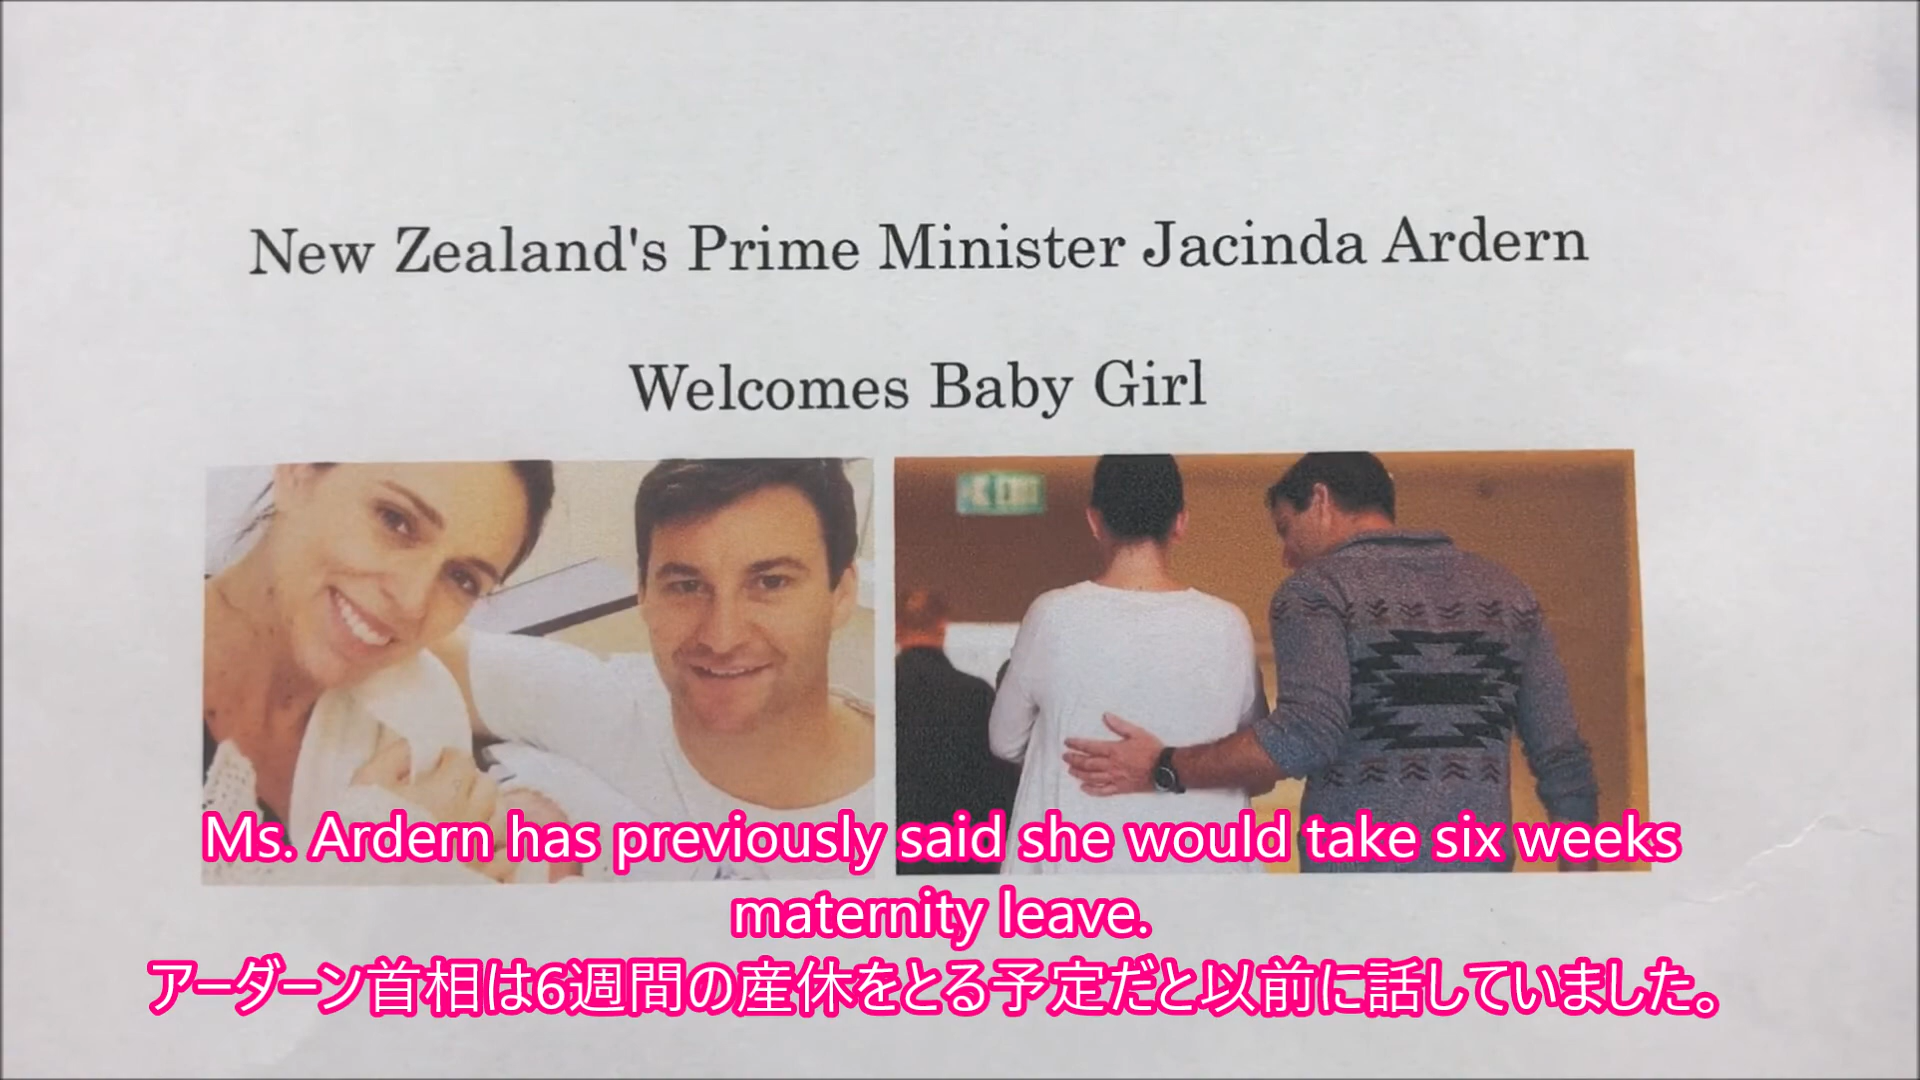 New Zealand's Prime Minister Jacinda Ardern
Welcomes Baby Girl
EXIT
Ms. Ardern has previously said she would take six weeks
maternity leave.
アーダーン首相は6週間の産休をとる予定だと以前に話していました。